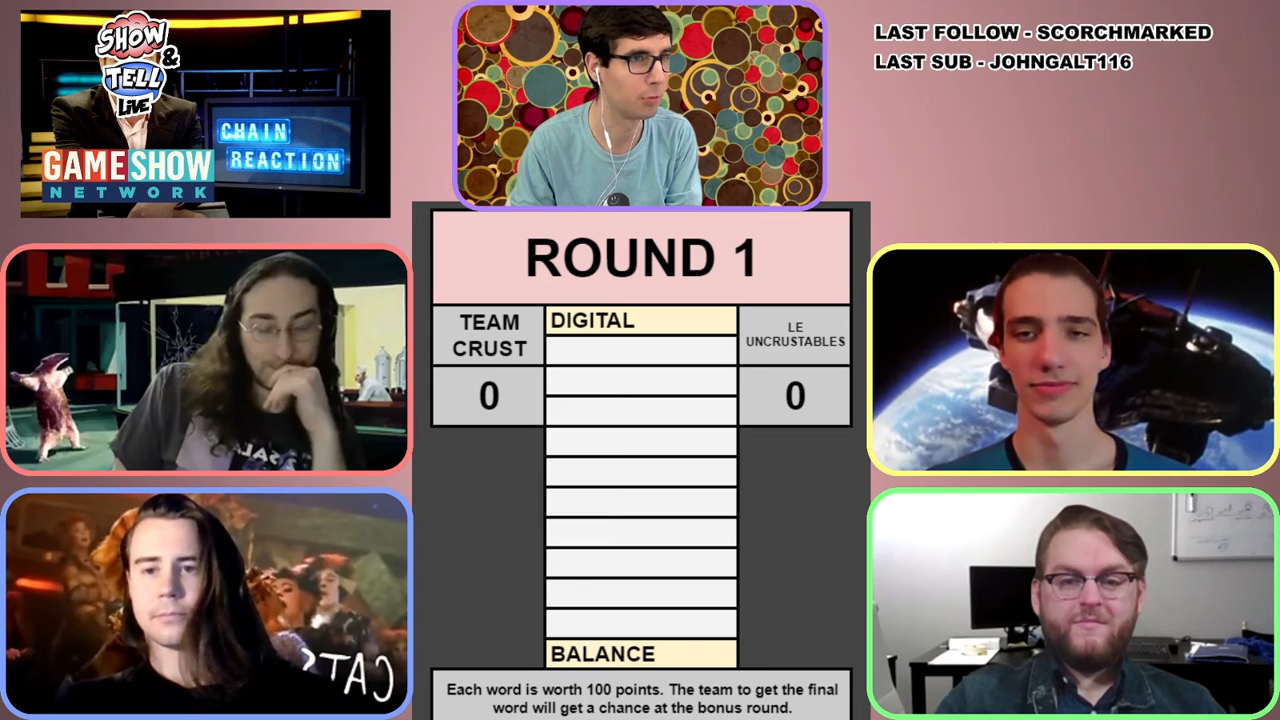 SHOW
&
TELL
LIVE
CHAIN
REACTION
GAME SHOW
NETWORK
LAST FOLLOW - SCORCHMARKED
LAST SUB - JOHNGALT116
ROUND 1
TEAM
CRUST
0
DIGITAL
BALANCE
LE
UNCRUSTABLES
0
CATS
Each word is worth 100 points. The team to get the final
word will get a chance at the bonus round.